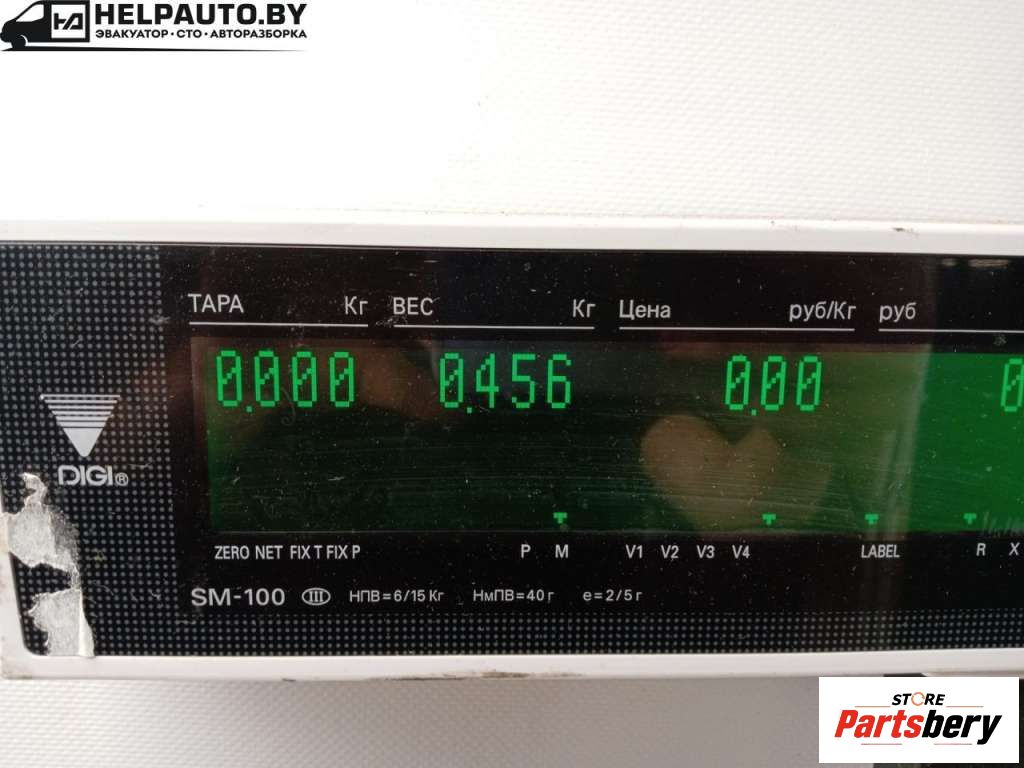 HELPAUTO.BY
ЭВАКУАТОР · СТО · АВТОРАЗБОРКА
ТАРА Кг ВЕС Кг Цена руб/Кг руб
0.000 0.456 0.00 0
DIGI®
ZERO NET FIX T FIX P P M V1 V2 V3 V4 LABEL R X
SM-100 III НПВ=6/15 Кг НмПВ=40 г e=2/5 г
STORE
Partsbery